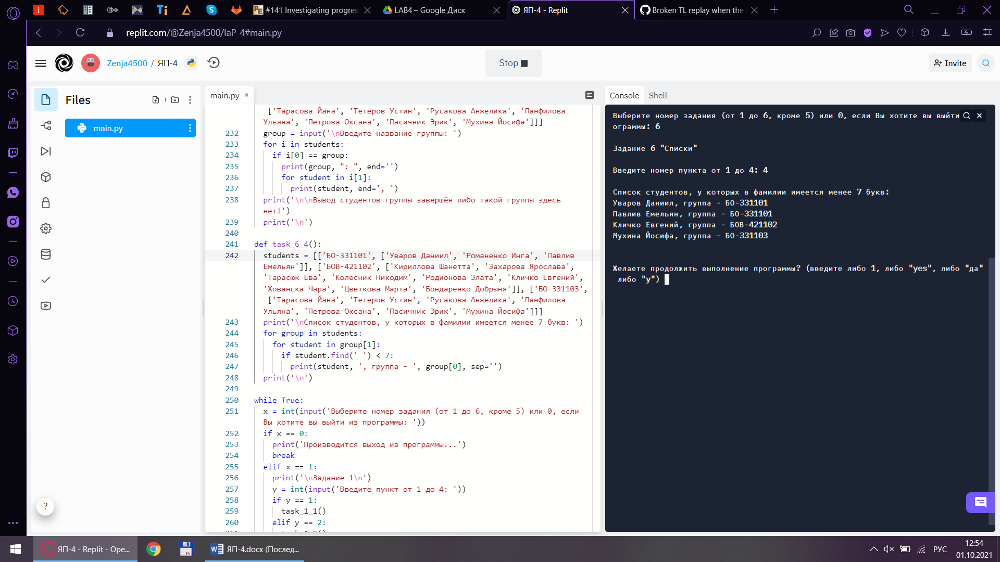 #141 Investigating progres
LAB4 – Google Диск
ЯП-4 - Replit
Broken TL replay when the
replit.com/@Zenja4500/IaP-4#main.py
Zenja4500 / ЯП-4
Stop
Invite
Files
main.py
main.py ×
Console
Shell
['Тарасова Йана', 'Тетеров Устин', 'Русакова Анжелика', 'Панфилова
Ульяна', 'Петрова Оксана', 'Пасичник Эрик', 'Мухина Йосифа']]]
232 group = input('\nВведите название группы: ')
233 for i in students:
234 if i[0] == group:
235 print(group, ": ", end='')
236 for student in i[1]:
237 print(student, end=', ')
238 print('\n\nВывод студентов группы завершён либо такой группы здесь
нет!')
239 print('\n')
240
241 def task_6_4():
242 students = [['БО-331101', ['Уваров Даниил', 'Романенко Инга', 'Павлив
Емельян']], ['БОВ-421102', ['Кириллова Шанетта', 'Захарова Ярослава',
'Тарасюк Ева', 'Колесник Никодим', 'Родионова Злата', 'Кличко Евгений',
'Хованска Чара', 'Цветкова Марта', 'Бондаренко Добрыня']], ['БО-331103',
['Тарасова Йана', 'Тетеров Устин', 'Русакова Анжелика', 'Панфилова
Ульяна', 'Петрова Оксана', 'Пасичник Эрик', 'Мухина Йосифа']]]
243 print('\nСписок студентов, у которых в фамилии имеется менее 7 букв: ')
244 for group in students:
245 for student in group[1]:
246 if student.find(' ') < 7:
247 print(student, ', группа - ', group[0], sep='')
248 print('\n')
249
250 while True:
251 x = int(input('Выберите номер задания (от 1 до 6, кроме 5) или 0, если
Вы хотите вы выйти из программы: '))
252 if x == 0:
253 print('Производится выход из программы...')
254 break
255 elif x == 1:
256 print('\nЗадание 1\n')
257 y = int(input('Введите пункт от 1 до 4: '))
258 if y == 1:
259 task_1_1()
260 elif y == 2:
Выберите номер задания (от 1 до 6, кроме 5) или 0, если Вы хотите вы выйти
ограммы: 6
Задание 6 "Списки"
Введите номер пункта от 1 до 4: 4
Список студентов, у которых в фамилии имеется менее 7 букв:
Уваров Даниил, группа - БО-331101
Павлив Емельян, группа - БО-331101
Кличко Евгений, группа - БОВ-421102
Мухина Йосифа, группа - БО-331103
Желаете продолжить выполнение программы? (введите либо 1, либо "yes", либо "да"
либо "y")
?
ЯП-4 - Replit - Ope...
ЯП-4.docx (Послед...
РУС
12:54
01.10.2021